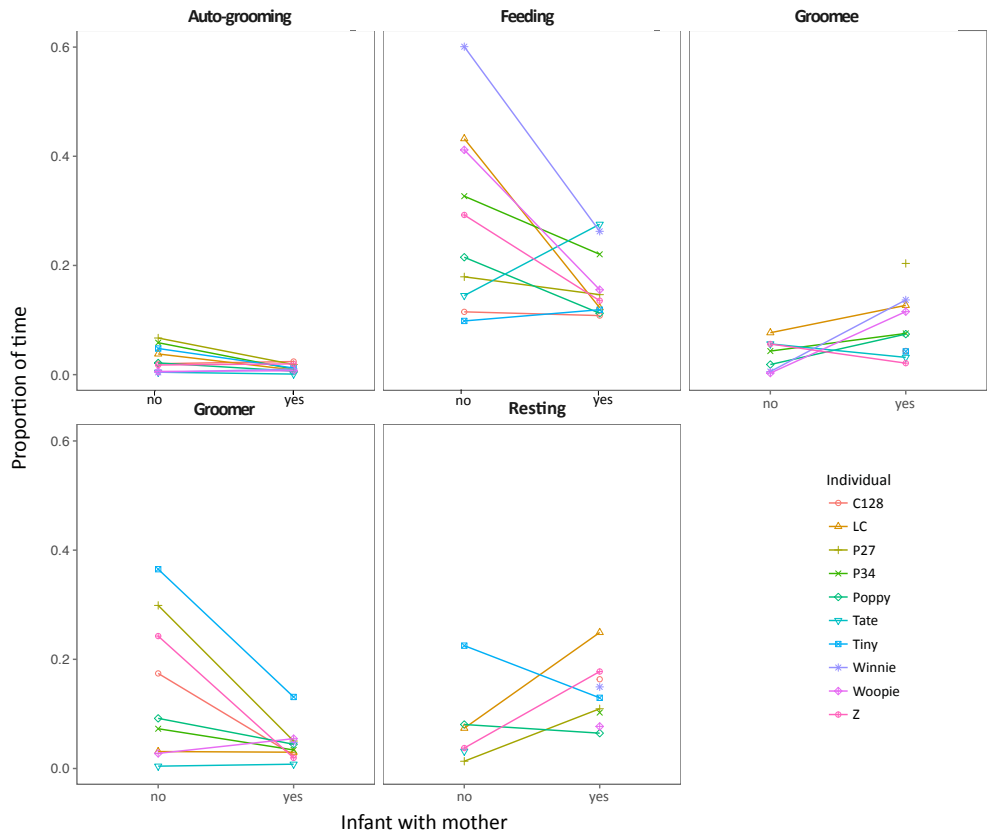 Auto-grooming Feeding Groomee
Proportion of time
0.6
0.4
0.2
0.0
no yes
no yes
no yes
Groomer Resting
0.6
0.4
0.2
0.0
no yes
no yes
Infant with mother
Individual
C128
LC
P27
P34
Poppy
Tate
Tiny
Winnie
Woopie
Z